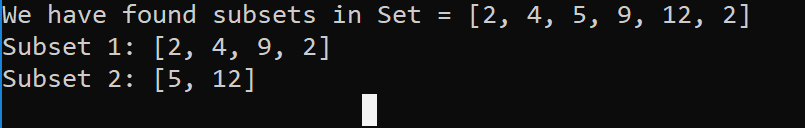 We have found subsets in Set = [2, 4, 5, 9, 12, 2]
Subset 1: [2, 4, 9, 2]
Subset 2: [5, 12]